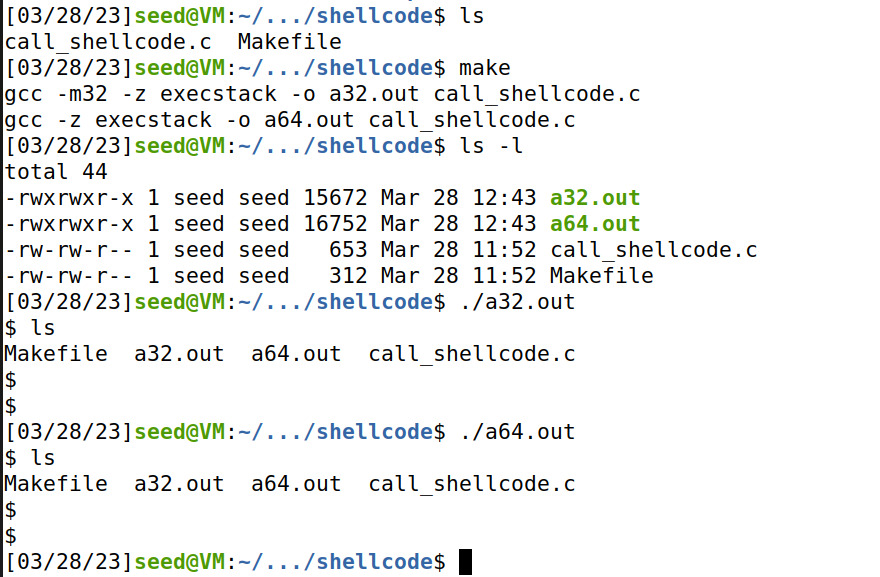 [03/28/23]seed@VM:~/.../shellcode$ ls
call_shellcode.c  Makefile
[03/28/23]seed@VM:~/.../shellcode$ make
gcc -m32 -z execstack -o a32.out call_shellcode.c
gcc -z execstack -o a64.out call_shellcode.c
[03/28/23]seed@VM:~/.../shellcode$ ls -l
total 44
-rwxrwxr-x 1 seed seed 15672 Mar 28 12:43 a32.out
-rwxrwxr-x 1 seed seed 16752 Mar 28 12:43 a64.out
-rw-rw-r-- 1 seed seed   653 Mar 28 11:52 call_shellcode.c
-rw-rw-r-- 1 seed seed   312 Mar 28 11:52 Makefile
[03/28/23]seed@VM:~/.../shellcode$ ./a32.out
$ ls
Makefile  a32.out  a64.out  call_shellcode.c
$
$
[03/28/23]seed@VM:~/.../shellcode$ ./a64.out
$ ls
Makefile  a32.out  a64.out  call_shellcode.c
$
$
[03/28/23]seed@VM:~/.../shellcode$